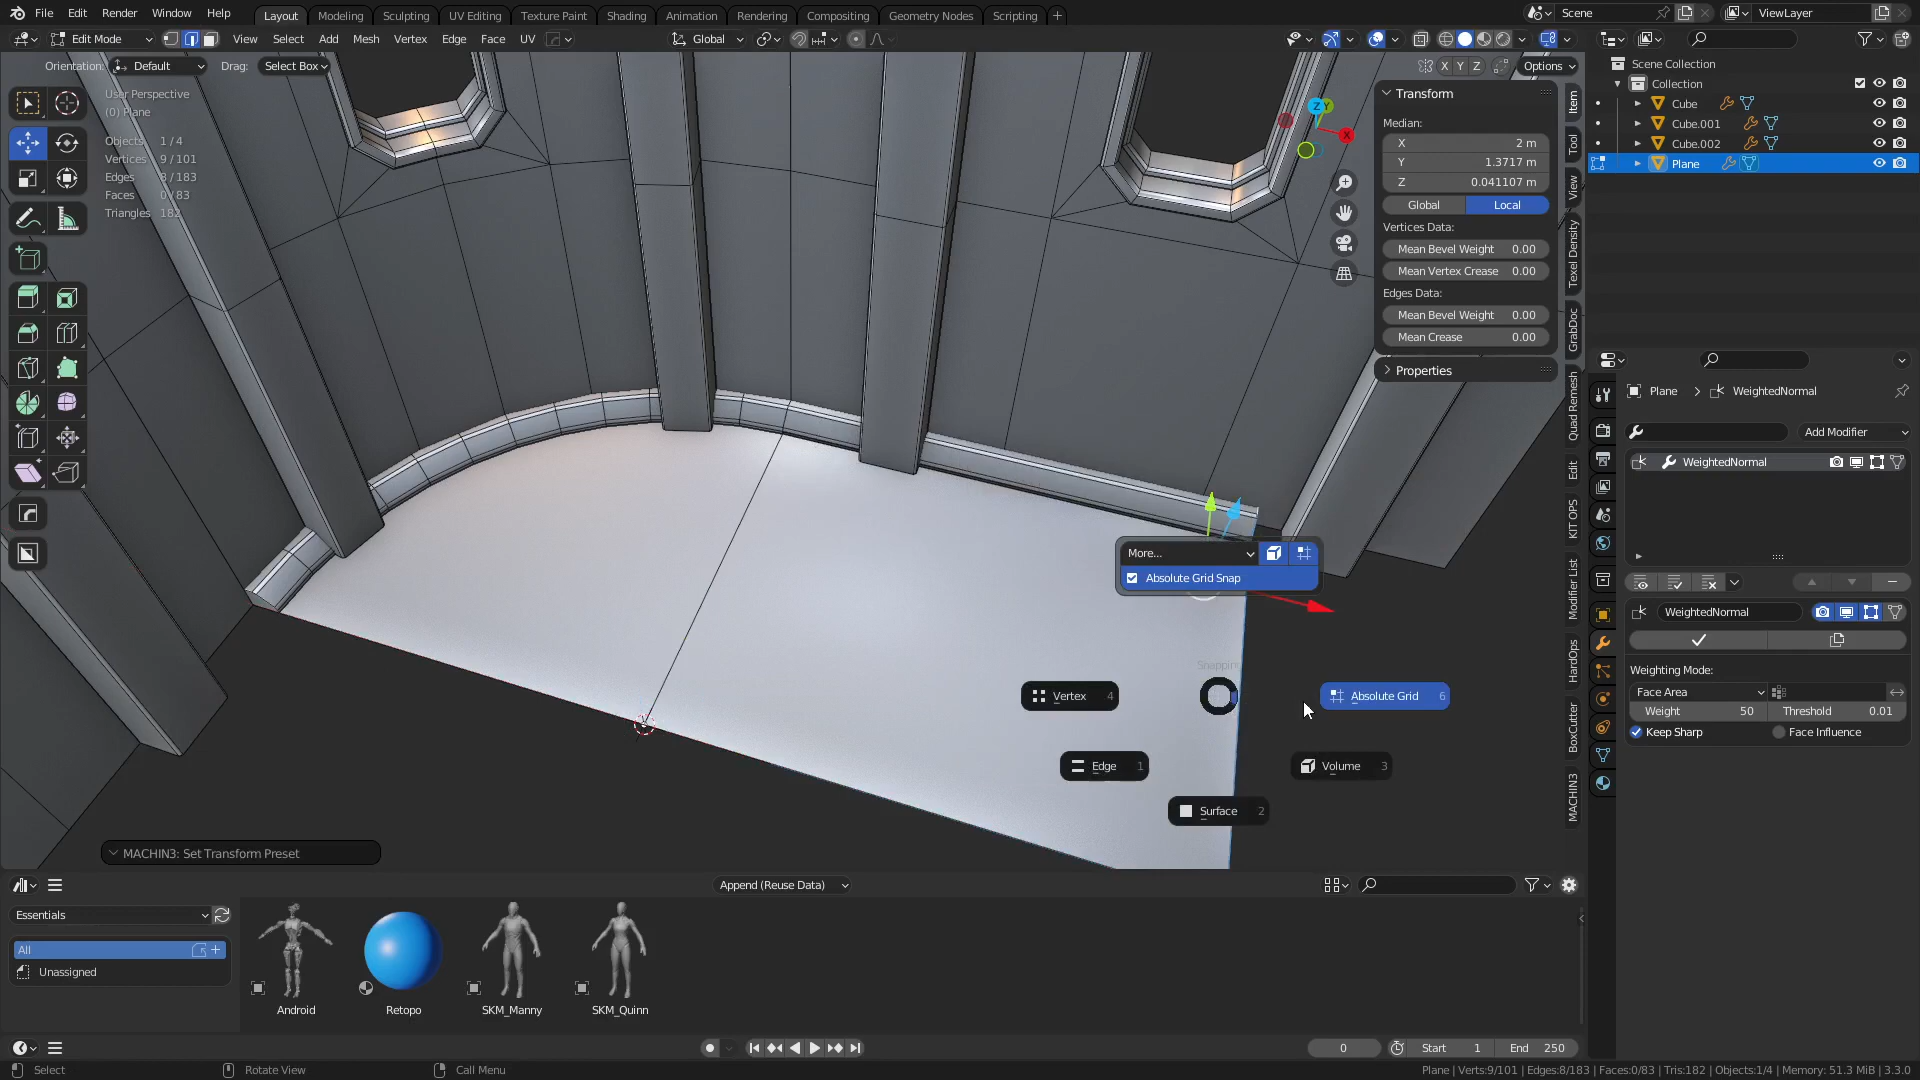 File Edit Render Window Help Layout Modeling Sculpting UV Editing Texture Paint Shading Animation Rendering Compositing Geometry Nodes Scripting + Scene ViewLayer
Edit Mode View Select Add Mesh Vertex Edge Face UV Global
Orientation: Default Drag: Select Box X Y Z Options
User Perspective
(0) Plane
Objects 1/4
Vertices 9/101
Edges 8/183
Faces 0/83
Triangles 182
Z Y X
Transform
Median:
X 2 m
Y 1.3717 m
Z 0.041107 m
Global Local
Vertices Data:
Mean Bevel Weight 0.00
Mean Vertex Crease 0.00
Edges Data:
Mean Bevel Weight 0.00
Mean Crease 0.00
Properties
Item
Tool
View
Texel Density
GrabDoc
Quad Remesh
Edit
KIT OPS
Modifier List
HardOps
BoxCutter
MACHIN3
Scene Collection
Collection
Cube
Cube.001
Cube.002
Plane
Plane > WeightedNormal
Add Modifier
WeightedNormal
WeightedNormal
Weighting Mode:
Face Area
Weight 50 Threshold 0.01
Keep Sharp Face Influence
More...
Absolute Grid Snap
Snapping
Vertex 4
Absolute Grid 6
Edge 1
Volume 3
Surface 2
MACHIN3: Set Transform Preset
Append (Reuse Data)
Essentials
All
Unassigned
Android Retopo SKM_Manny SKM_Quinn
0 Start 1 End 250
Select Rotate View Call Menu Plane | Verts:9/101 | Edges:8/183 | Faces:0/83 | Tris:182 | Objects:1/4 | Memory: 51.3 MiB | 3.3.0